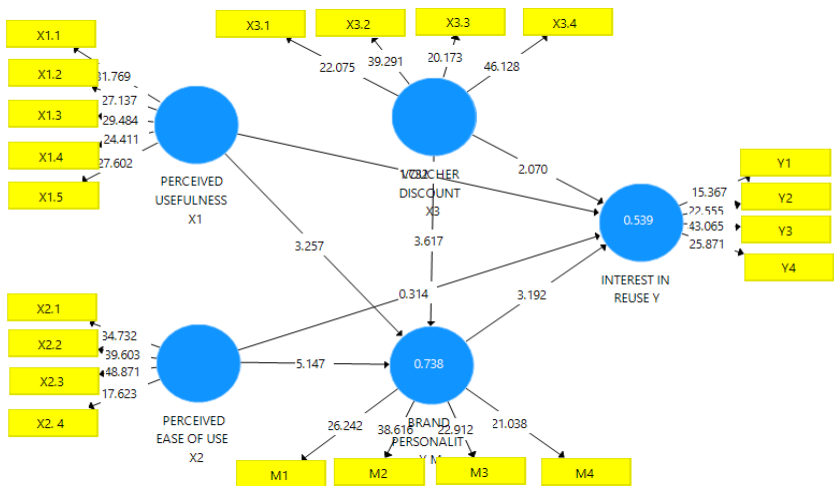 X3.1
X3.2
X3.3
X3.4
X1.1
X1.2
X1.3
X1.4
X1.5
31.769
27.137
29.484
24.411
27.602
22.075
39.291
20.173
46.128
PERCEIVED
USEFULNESS
X1
VOUCHER
DISCOUNT
X3
2.070
3.257
3.617
0.314
3.192
5.147
0.539
INTEREST IN
REUSE Y
15.367
22.555
43.065
25.871
Y1
Y2
Y3
Y4
X2.1
X2.2
X2.3
X2. 4
34.732
39.603
48.871
17.623
PERCEIVED
EASE OF USE
X2
0.738
BRAND
PERSONALIT
Y M
26.242
38.616
22.912
21.038
M1
M2
M3
M4